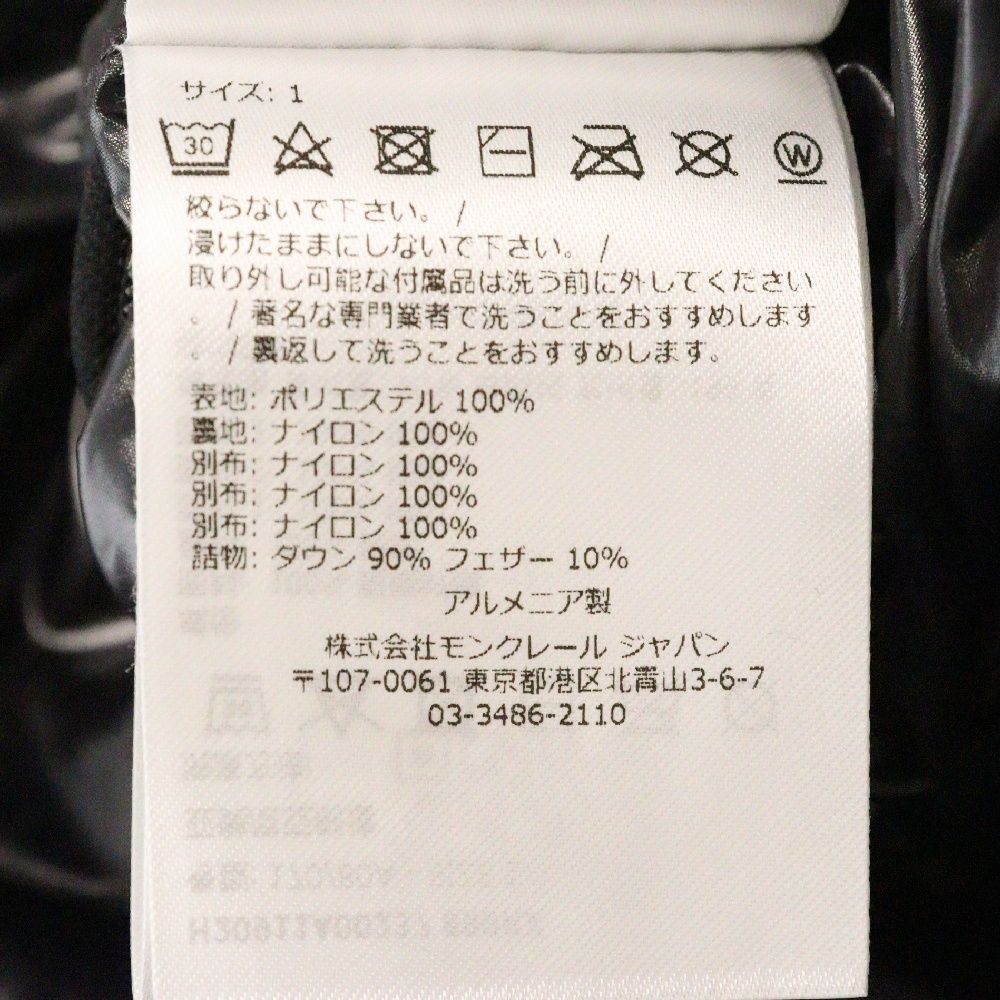 サイズ: 1
30 W
絞らないで下さい。 /
浸けたままにしないで下さい。 /
取り外し可能な付属品は洗う前に外してください
。 / 著名な専門業者で洗うことをおすすめします
。 / 裏返して洗うことをおすすめします。
表地: ポリエステル 100%
裏地: ナイロン 100%
別布: ナイロン 100%
別布: ナイロン 100%
別布: ナイロン 100%
詰物: ダウン 90% フェザー 10%
アルメニア製
株式会社モンクレール ジャパン
〒107-0061 東京都港区北青山3-6-7
03-3486-2110